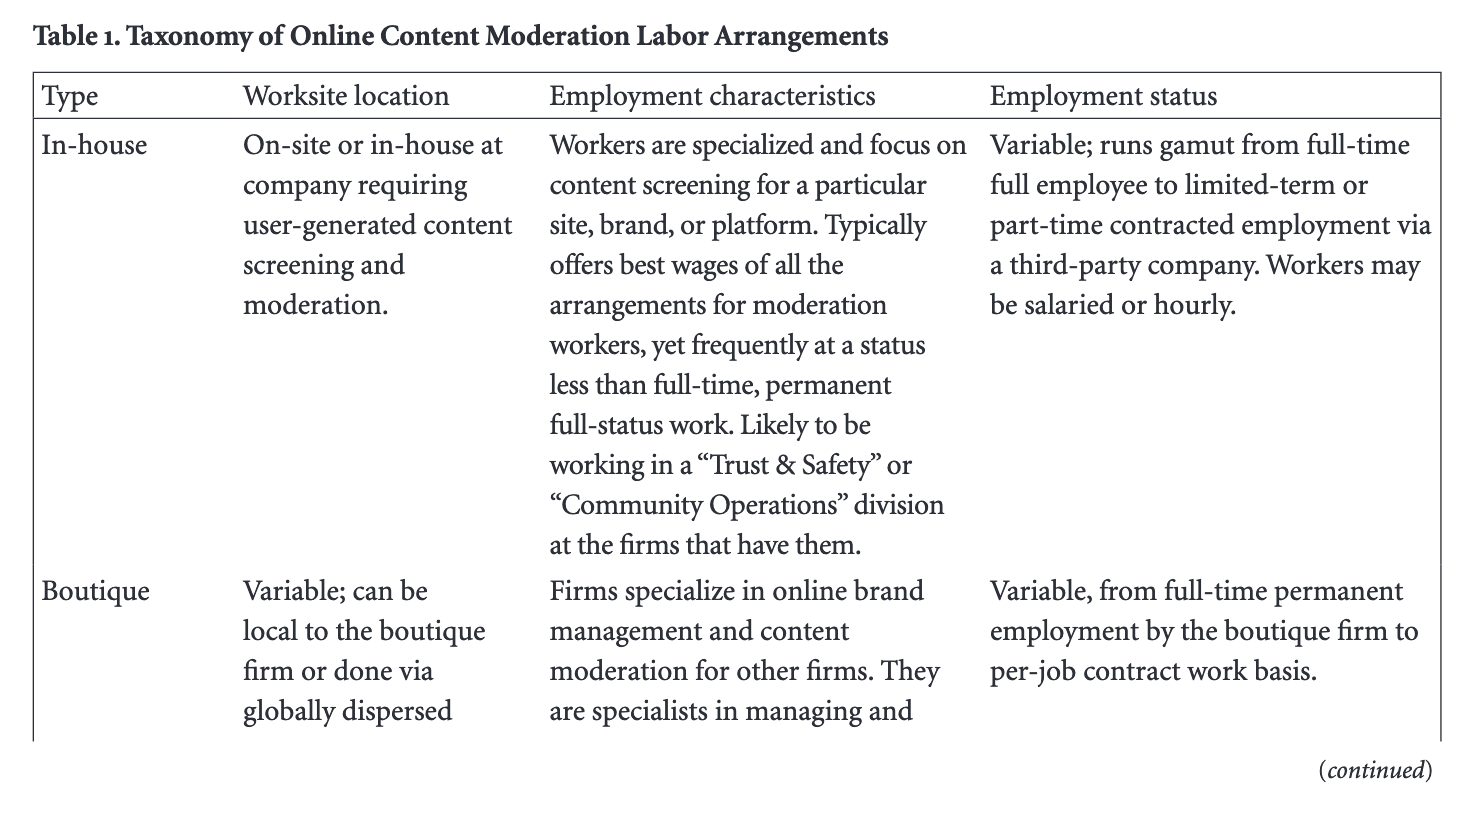 Table 1. Taxonomy of Online Content Moderation Labor Arrangements
Type Worksite location Employment characteristics Employment status
In-house On-site or in-house at Workers are specialized and focus on Variable; runs gamut from full-time
company requiring content screening for a particular full employee to limited-term or
user-generated content site, brand, or platform. Typically part-time contracted employment via
screening and offers best wages of all the a third-party company. Workers may
moderation. arrangements for moderation be salaried or hourly.
workers, yet frequently at a status
less than full-time, permanent
full-status work. Likely to be
working in a “Trust & Safety” or
“Community Operations” division
at the firms that have them.
Boutique Variable; can be Firms specialize in online brand Variable, from full-time permanent
local to the boutique management and content employment by the boutique firm to
firm or done via moderation for other firms. They per-job contract work basis.
globally dispersed are specialists in managing and
(continued)